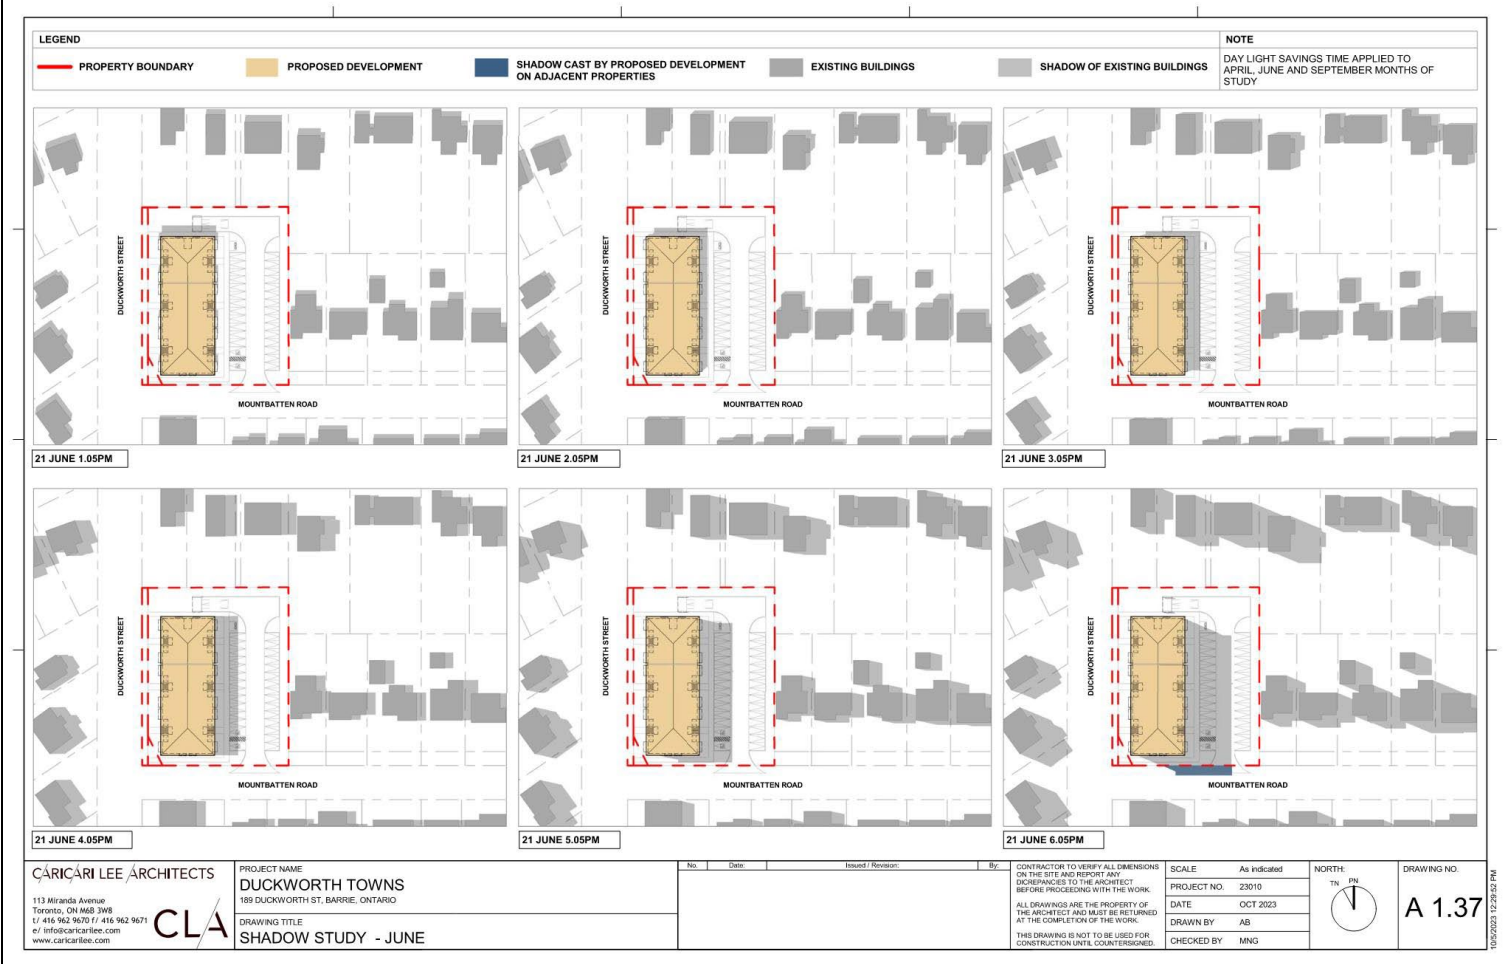 LEGEND
PROPERTY BOUNDARY
PROPOSED DEVELOPMENT
SHADOW CAST BY PROPOSED DEVELOPMENT
ON ADJACENT PROPERTIES
EXISTING BUILDINGS
SHADOW OF EXISTING BUILDINGS
NOTE
DAY LIGHT SAVINGS TIME APPLIED TO
APRIL, JUNE AND SEPTEMBER MONTHS OF
STUDY
DUCKWORTH STREET
MOUNTBATTEN ROAD
21 JUNE 1.05PM
DUCKWORTH STREET
MOUNTBATTEN ROAD
21 JUNE 2.05PM
DUCKWORTH STREET
MOUNTBATTEN ROAD
21 JUNE 3.05PM
DUCKWORTH STREET
MOUNTBATTEN ROAD
21 JUNE 4.05PM
DUCKWORTH STREET
MOUNTBATTEN ROAD
21 JUNE 5.05PM
DUCKWORTH STREET
MOUNTBATTEN ROAD
21 JUNE 6.05PM
CARICARI LEE ARCHITECTS
113 Miranda Avenue
Toronto, ON M6B 3W8
t/ 416 962 9670 f/ 416 962 9671
e/ info@caricarilee.com
www.caricarilee.com
CLA
PROJECT NAME
DUCKWORTH TOWNS
189 DUCKWORTH ST, BARRIE, ONTARIO
DRAWING TITLE
SHADOW STUDY - JUNE
No. Date: Issued / Revision: By:
CONTRACTOR TO VERIFY ALL DIMENSIONS
ON THE SITE AND REPORT ANY
DICREPANCIES TO THE ARCHITECT
BEFORE PROCEEDING WITH THE WORK.
ALL DRAWINGS ARE THE PROPERTY OF
THE ARCHITECT AND MUST BE RETURNED
AT THE COMPLETION OF THE WORK.
THIS DRAWING IS NOT TO BE USED FOR
CONSTRUCTION UNTIL COUNTERSIGNED.
SCALE As indicated
PROJECT NO. 23010
DATE OCT 2023
DRAWN BY AB
CHECKED BY MNG
NORTH:
TN PN
DRAWING NO.
A 1.37
10/5/2023 12:29:52 PM